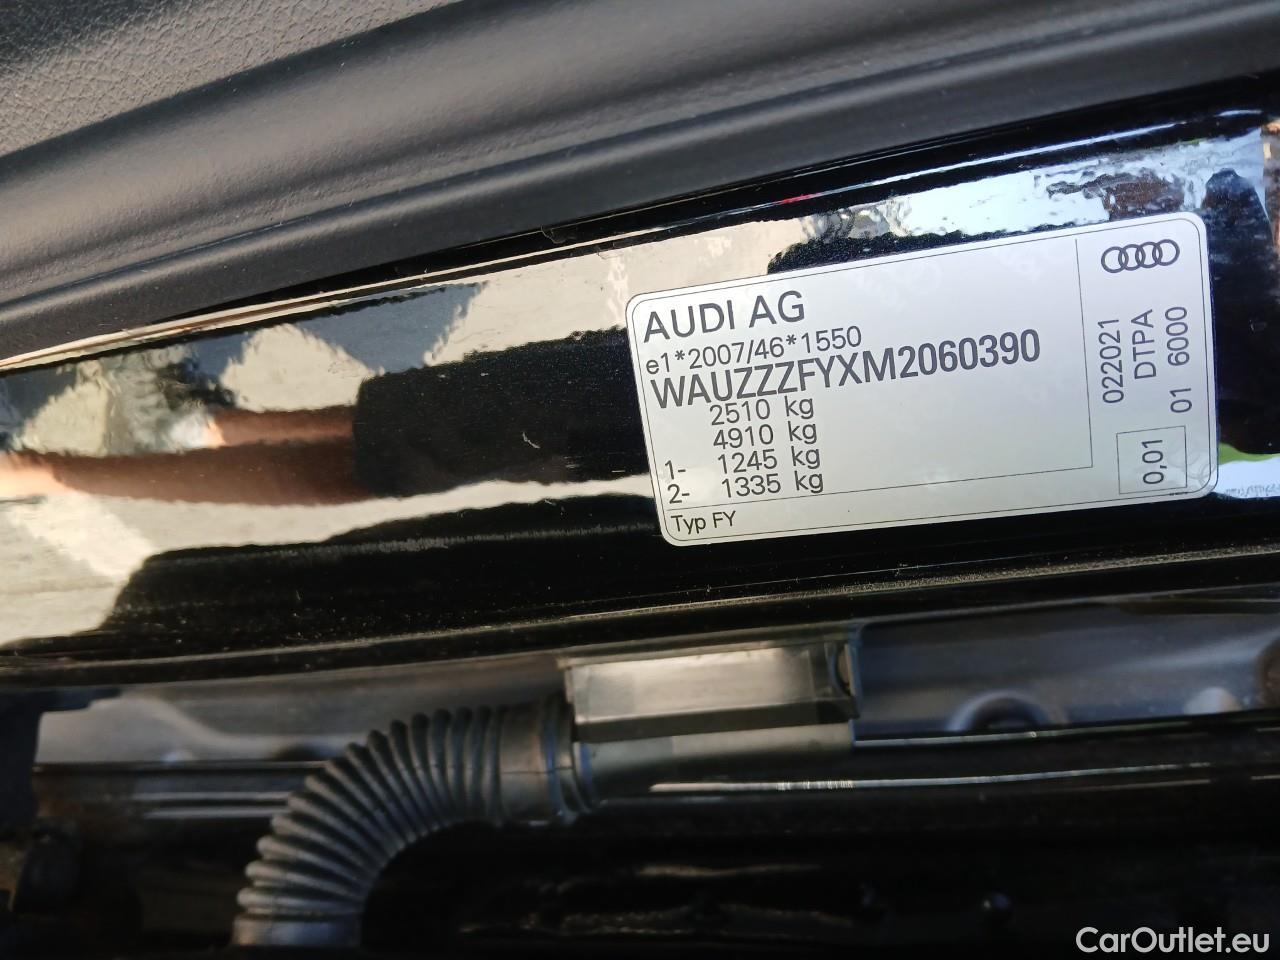 AUDI AG
e1*2007/46*1550
WAUZZZFYXM2060390
2510 kg
4910 kg
1- 1245 kg
2- 1335 kg
Typ FY
022021
DTPA
01 6000
0,01
CarOutlet.eu